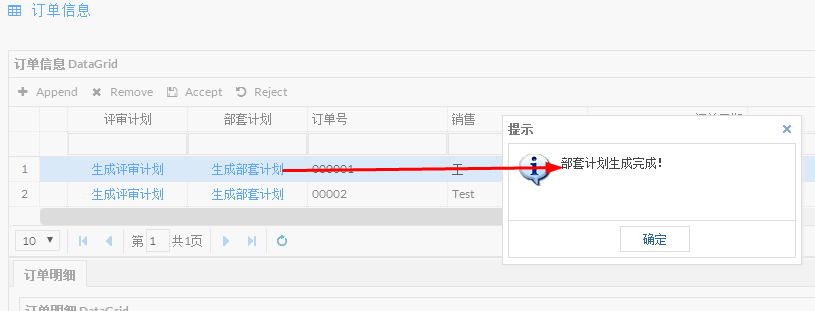 订单信息
订单信息 DataGrid
Append Remove Accept Reject
评审计划 部套计划 订单号 销售
提示
1 生成评审计划 生成部套计划 000001 王
部套计划生成完成！
2 生成评审计划 生成部套计划 00002 Test
确定
10 第 1 共1页
订单明细
订单明细 DataGrid